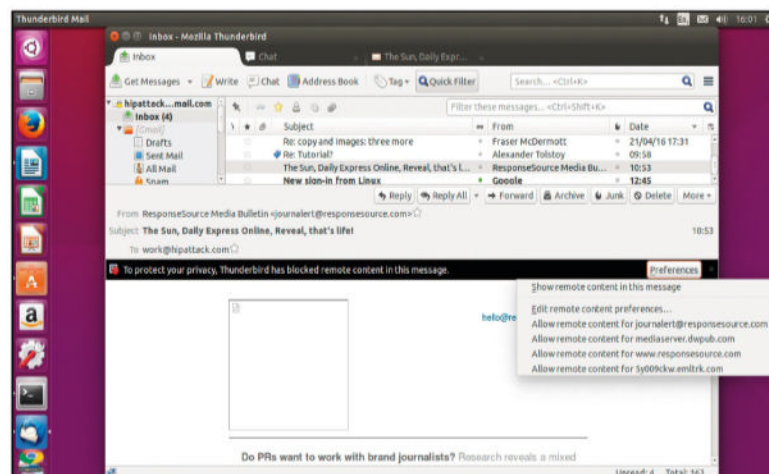 Thunderbird Mail
En
16:01
Inbox - Mozilla Thunderbird
Inbox
Chat
The Sun, Daily Expr...
Get Messages
Write
Chat
Address Book
Tag
Quick Filter
Search... <Ctrl+K>
hipattack...mail.com
Filter these messages... <Ctrl+Shift+K>
Inbox (4)
Subject
From
Date
[Gmail]
Re: copy and images: three more
Fraser McDermott
21/04/16 17:31
Drafts
Re: Tutorial?
Alexander Tolstoy
09:58
Sent Mail
The Sun, Daily Express Online, Reveal, that's l...
ResponseSource Media Bu...
10:53
All Mail
New sign-in from Linux
Google
12:45
Spam
Reply
Reply All
Forward
Archive
Junk
Delete
More
From ResponseSource Media Bulletin <journalert@responsesource.com>
Subject The Sun, Daily Express Online, Reveal, that's life!
10:53
To work@hipattack.com
To protect your privacy, Thunderbird has blocked remote content in this message.
Preferences
Show remote content in this message
Edit remote content preferences...
hello@re
Allow remote content for journalert@responsesource.com
Allow remote content for mediaserver.dwpub.com
Allow remote content for www.responsesource.com
Allow remote content for 5y009ckw.emltrk.com
Do PRs want to work with brand journalists? Research reveals a mixed
Unread: 4 Total: 163